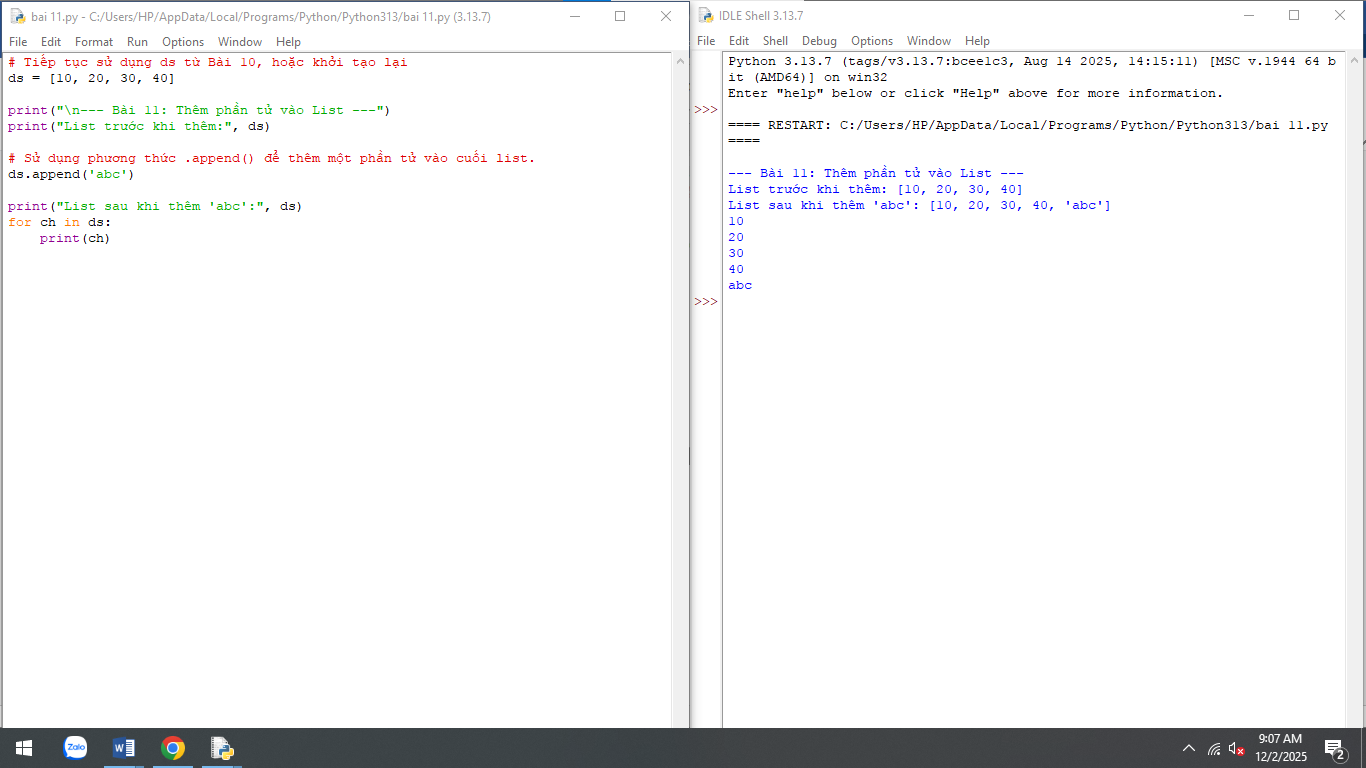 bai 11.py - C:/Users/HP/AppData/Local/Programs/Python/Python313/bai 11.py (3.13.7)
File Edit Format Run Options Window Help
# Tiếp tục sử dụng ds từ Bài 10, hoặc khởi tạo lại
ds = [10, 20, 30, 40]
print("\n--- Bài 11: Thêm phần tử vào List ---")
print("List trước khi thêm:", ds)
# Sử dụng phương thức .append() để thêm một phần tử vào cuối list.
ds.append('abc')
print("List sau khi thêm 'abc':", ds)
for ch in ds:
    print(ch)
IDLE Shell 3.13.7
File Edit Shell Debug Options Window Help
Python 3.13.7 (tags/v3.13.7:bcee1c3, Aug 14 2025, 14:15:11) [MSC v.1944 64 b
it (AMD64)] on win32
Enter "help" below or click "Help" above for more information.
>>>
==== RESTART: C:/Users/HP/AppData/Local/Programs/Python/Python313/bai 11.py
====
--- Bài 11: Thêm phần tử vào List ---
List trước khi thêm: [10, 20, 30, 40]
List sau khi thêm 'abc': [10, 20, 30, 40, 'abc']
10
20
30
40
abc
>>>
Zalo
W
9:07 AM
12/2/2025
2